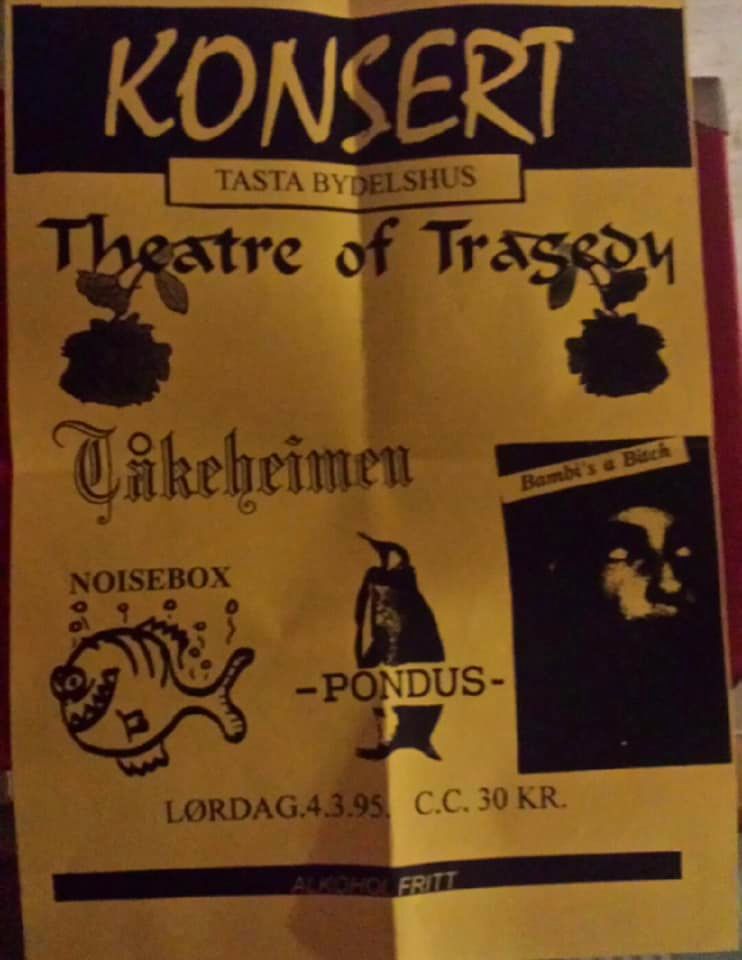 KONSERT
TASTA BYDELSHUS
Theatre of Tragedy
Tåkeheimen
Bambi's a Bitch
NOISEBOX
-PONDUS-
LØRDAG.4.3.95. C.C. 30 KR.
ALKOHOLFRITT